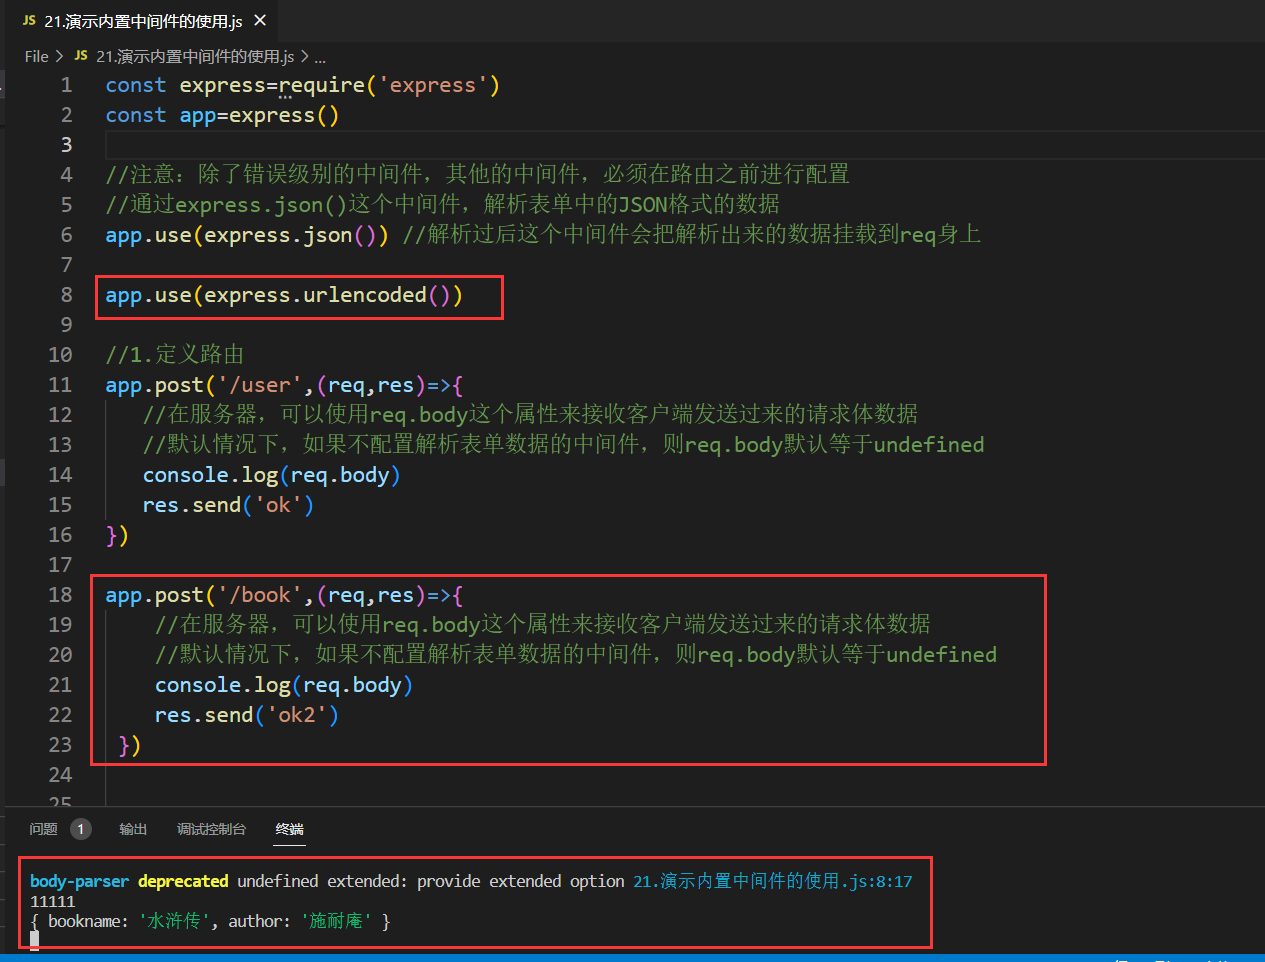 JS 21.演示内置中间件的使用.js ×
File > JS 21.演示内置中间件的使用.js > ...
1 const express=require('express')
2 const app=express()
3
4 //注意：除了错误级别的中间件，其他的中间件，必须在路由之前进行配置
5 //通过express.json()这个中间件，解析表单中的JSON格式的数据
6 app.use(express.json()) //解析过后这个中间件会把解析出来的数据挂载到req身上
7
8 app.use(express.urlencoded())
9
10 //1.定义路由
11 app.post('/user',(req,res)=>{
12 //在服务器，可以使用req.body这个属性来接收客户端发送过来的请求体数据
13 //默认情况下，如果不配置解析表单数据的中间件，则req.body默认等于undefined
14 console.log(req.body)
15 res.send('ok')
16 })
17
18 app.post('/book',(req,res)=>{
19 //在服务器，可以使用req.body这个属性来接收客户端发送过来的请求体数据
20 //默认情况下，如果不配置解析表单数据的中间件，则req.body默认等于undefined
21 console.log(req.body)
22 res.send('ok2')
23 })
24
25
问题 1 输出 调试控制台 终端
body-parser deprecated undefined extended: provide extended option 21.演示内置中间件的使用.js:8:17
11111
{ bookname: '水浒传', author: '施耐庵' }